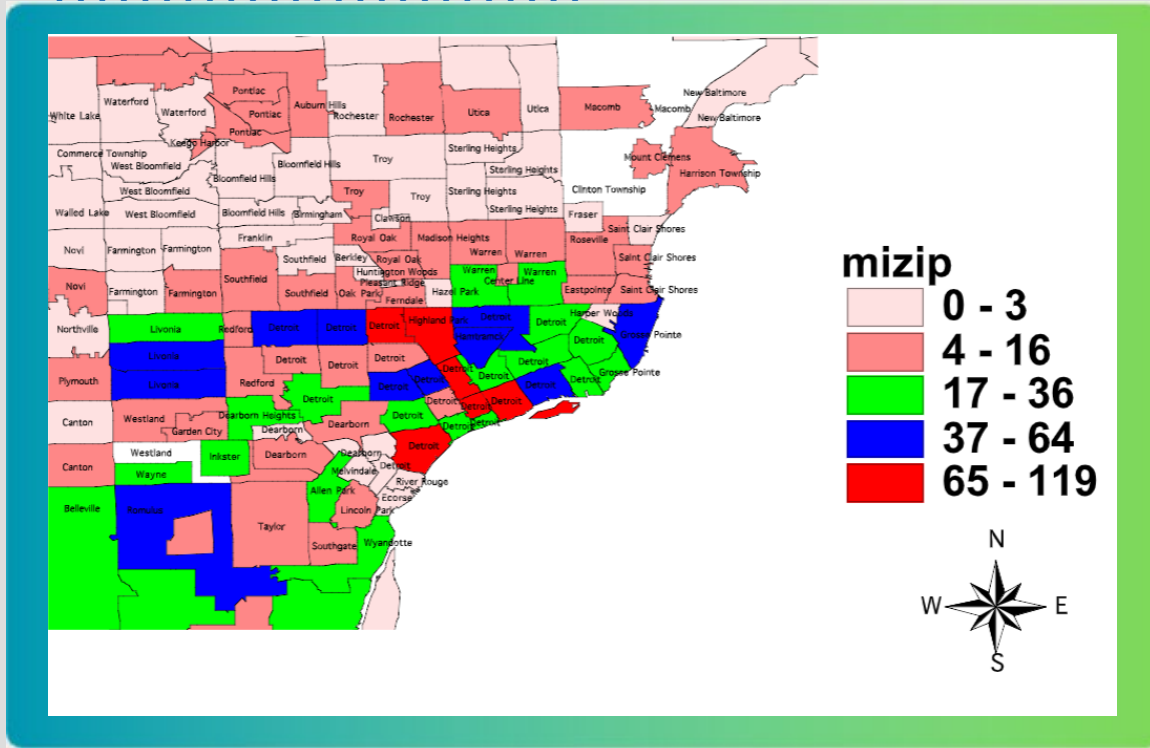 New Baltimore
Pontiac
Waterford
Waterford
Auburn Hills
Macomb
Macomb
Utica
Utica
White Lake
Pontiac
Rochester
Rochester
New Baltimore
Pontiac
Keego Harbor
Sterling Heights
Commerce Township
Troy
Mount Clemens
West Bloomfield
Bloomfield Hills
Sterling Heights
Harrison Township
Bloomfield Hills
West Bloomfield
Troy
Sterling Heights
Clinton Township
Troy
Walled Lake
West Bloomfield
Bloomfield Hills
Birmingham
Sterling Heights
Clawson
Fraser
Saint Clair Shores
Franklin
Royal Oak
Madison Heights
Roseville
Novi
Farmington
Farmington
Southfield
Berkley
Royal Oak
Warren
Warren
Saint Clair Shores
Huntington Woods
Warren
Warren
Southfield
Pleasant Ridge
Center Line
Novi
Farmington
Farmington
Southfield
Oak Park
Hazel Park
Eastpointe
Saint Clair Shores
Ferndale
Harper Woods
Northville
Livonia
Redford
Detroit
Detroit
Detroit
Highland Park
Detroit
Detroit
Hamtramck
Detroit
Grosse Pointe
Livonia
Detroit
Detroit
Detroit
Detroit
Detroit
Grosse Pointe
Plymouth
Livonia
Redford
Detroit
Detroit
Detroit
Detroit
Detroit
Detroit
Detroit
Detroit
Detroit
Canton
Westland
Dearborn Heights
Dearborn
Dearborn
Detroit
Detroit
Detroit
Garden City
Westland
Inkster
Dearborn
Dearborn
Detroit
Canton
Wayne
Melvindale
Detroit
River Rouge
Allen Park
Ecorse
Belleville
Romulus
Lincoln Park
Taylor
Southgate
Wyandotte
mizip
0 - 3
4 - 16
17 - 36
37 - 64
65 - 119
N
W
E
S